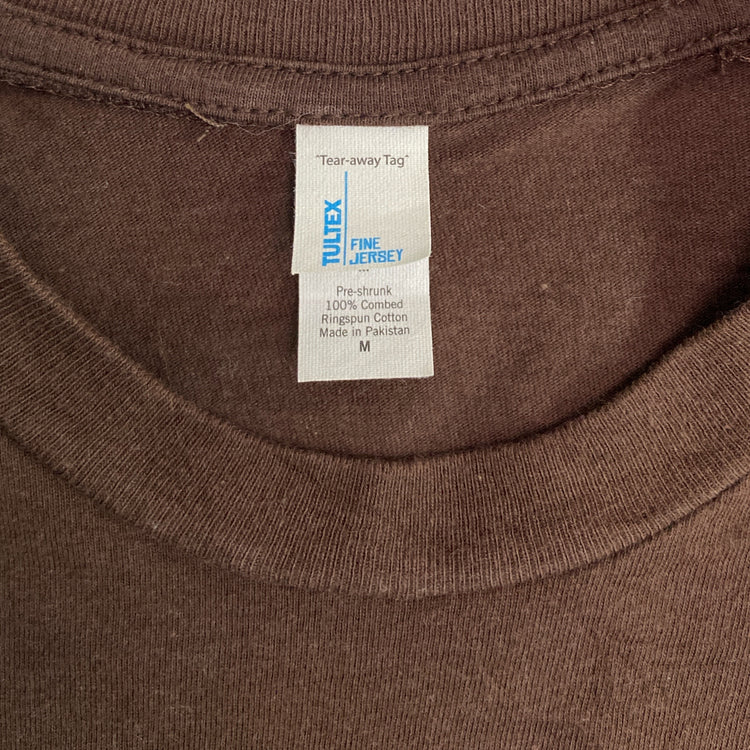 "Tear-away Tag"
TULTEX
FINE
JERSEY
Pre-shrunk
100% Combed
Ringspun Cotton
Made in Pakistan
M